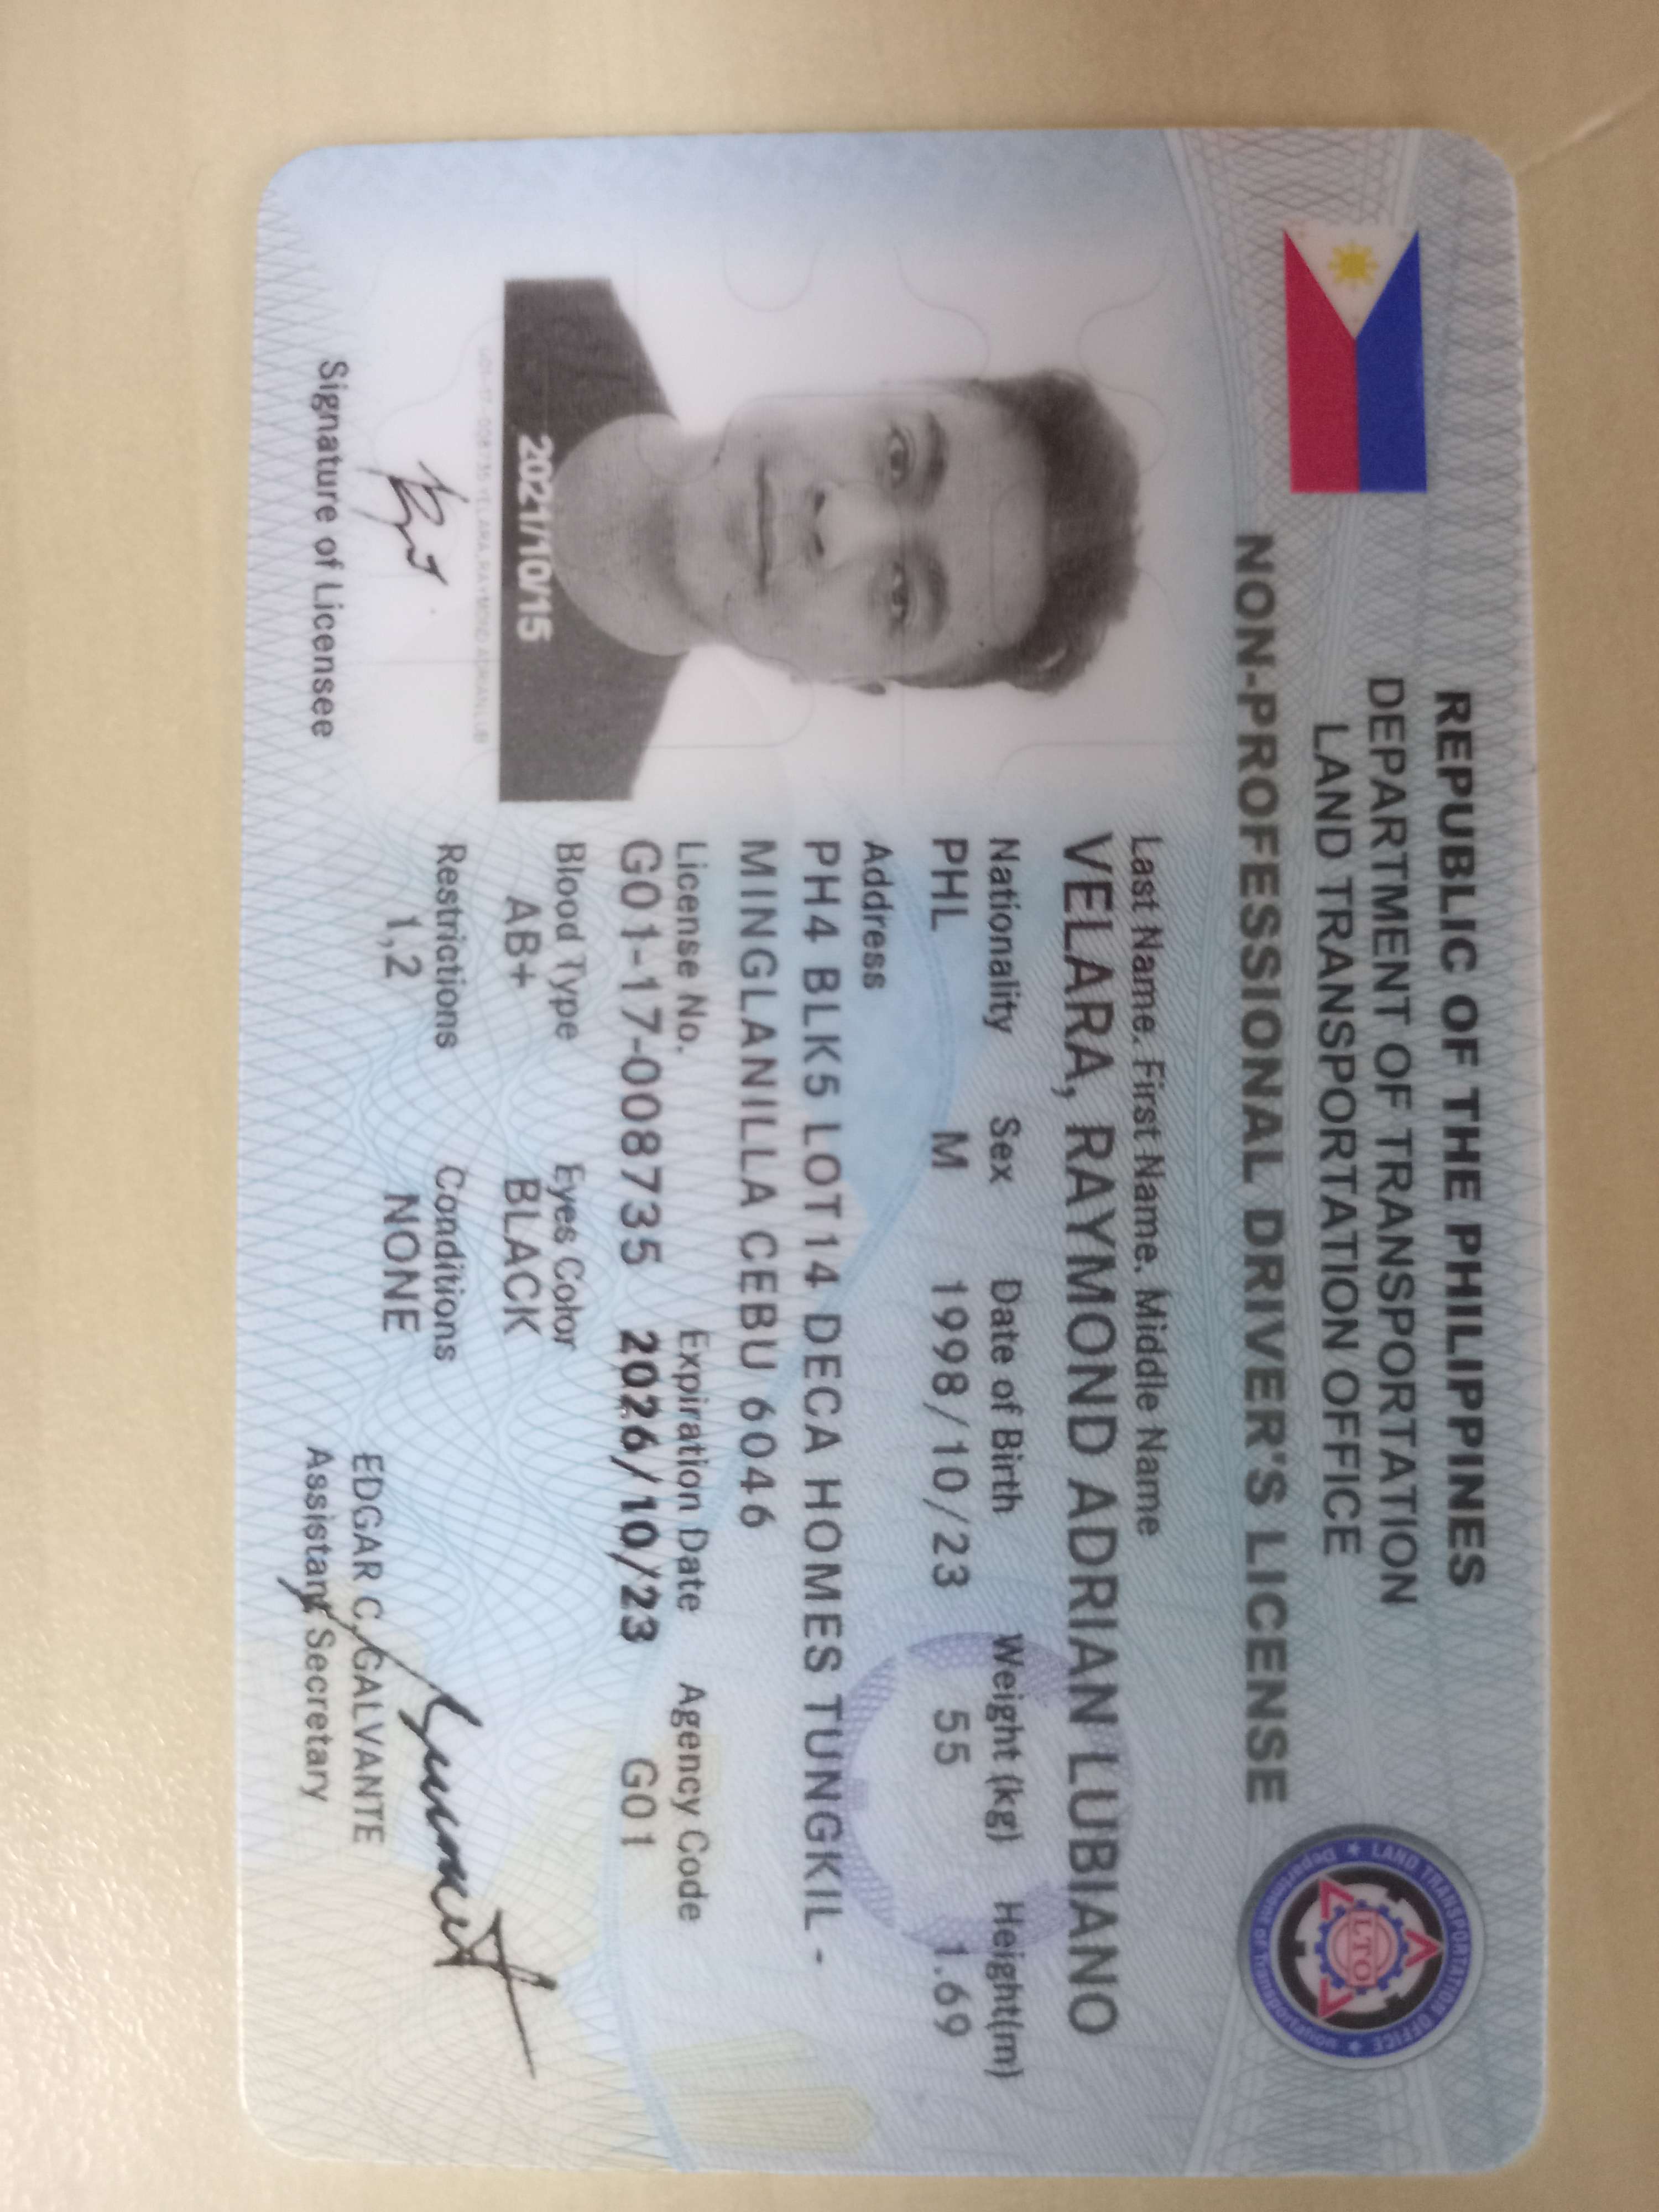 REPUBLIC OF THE PHILIPPINES
DEPARTMENT OF TRANSPORTATION
LAND TRANSPORTATION OFFICE
NON-PROFESSIONAL DRIVER'S LICENSE
LAND TRANSPORTATION OFFICE
LTO
Last Name. First Name. Middle Name
VELARA, RAYMOND ADRIAN LUBIANO
Nationality Sex Date of Birth Weight (kg) Height(m)
PHL M 1998/10/23 55 1.69
Address
PH4 BLK5 LOT14 DECA HOMES TUNGKIL -
MINGLANILLA CEBU 6046
License No. Expiration Date Agency Code
G01-17-008735 2026/10/23 G01
Blood Type Eyes Color
AB+ BLACK
Restrictions Conditions
1,2 NONE
2021/10/15
Signature of Licensee
EDGAR C. GALVANTE
Assistant Secretary